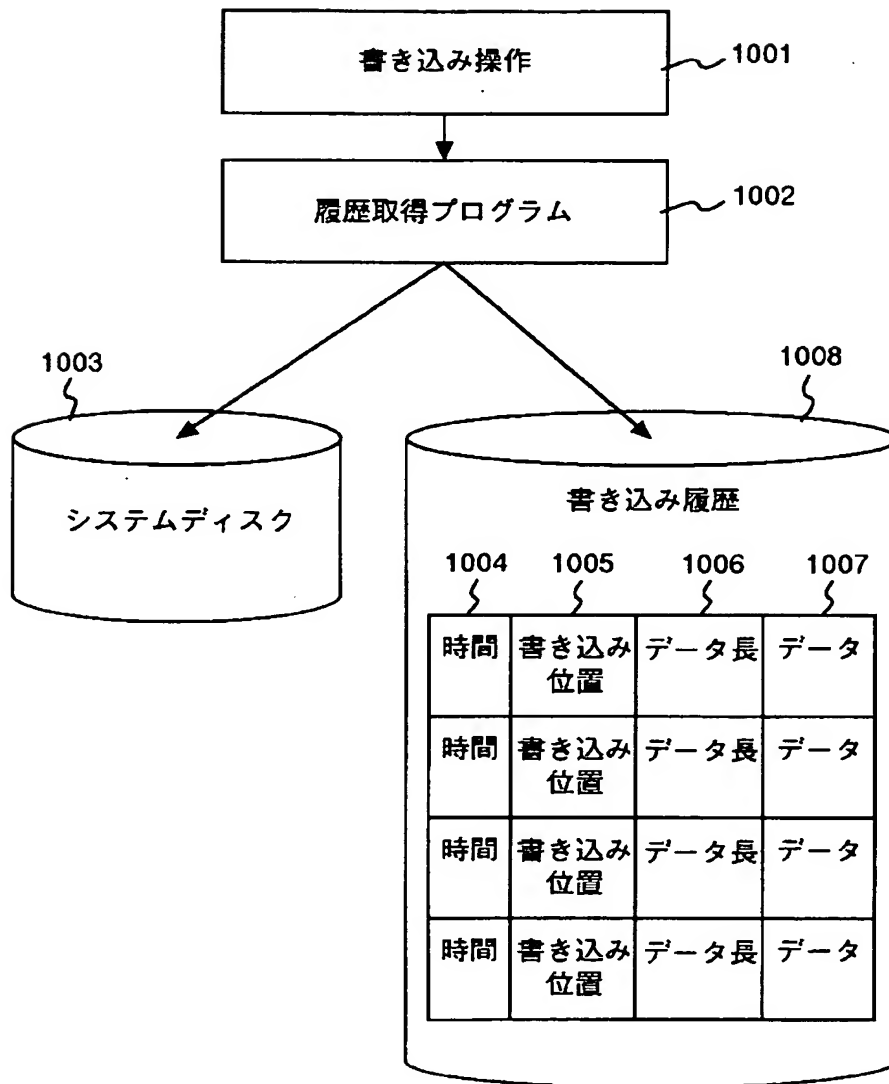 書き込み操作
1001
履歴取得プログラム
1002
1003
1008
システムディスク
書き込み履歴
1004 1005 1006 1007
時間 書き込み位置 データ長 データ
時間 書き込み位置 データ長 データ
時間 書き込み位置 データ長 データ
時間 書き込み位置 データ長 データ